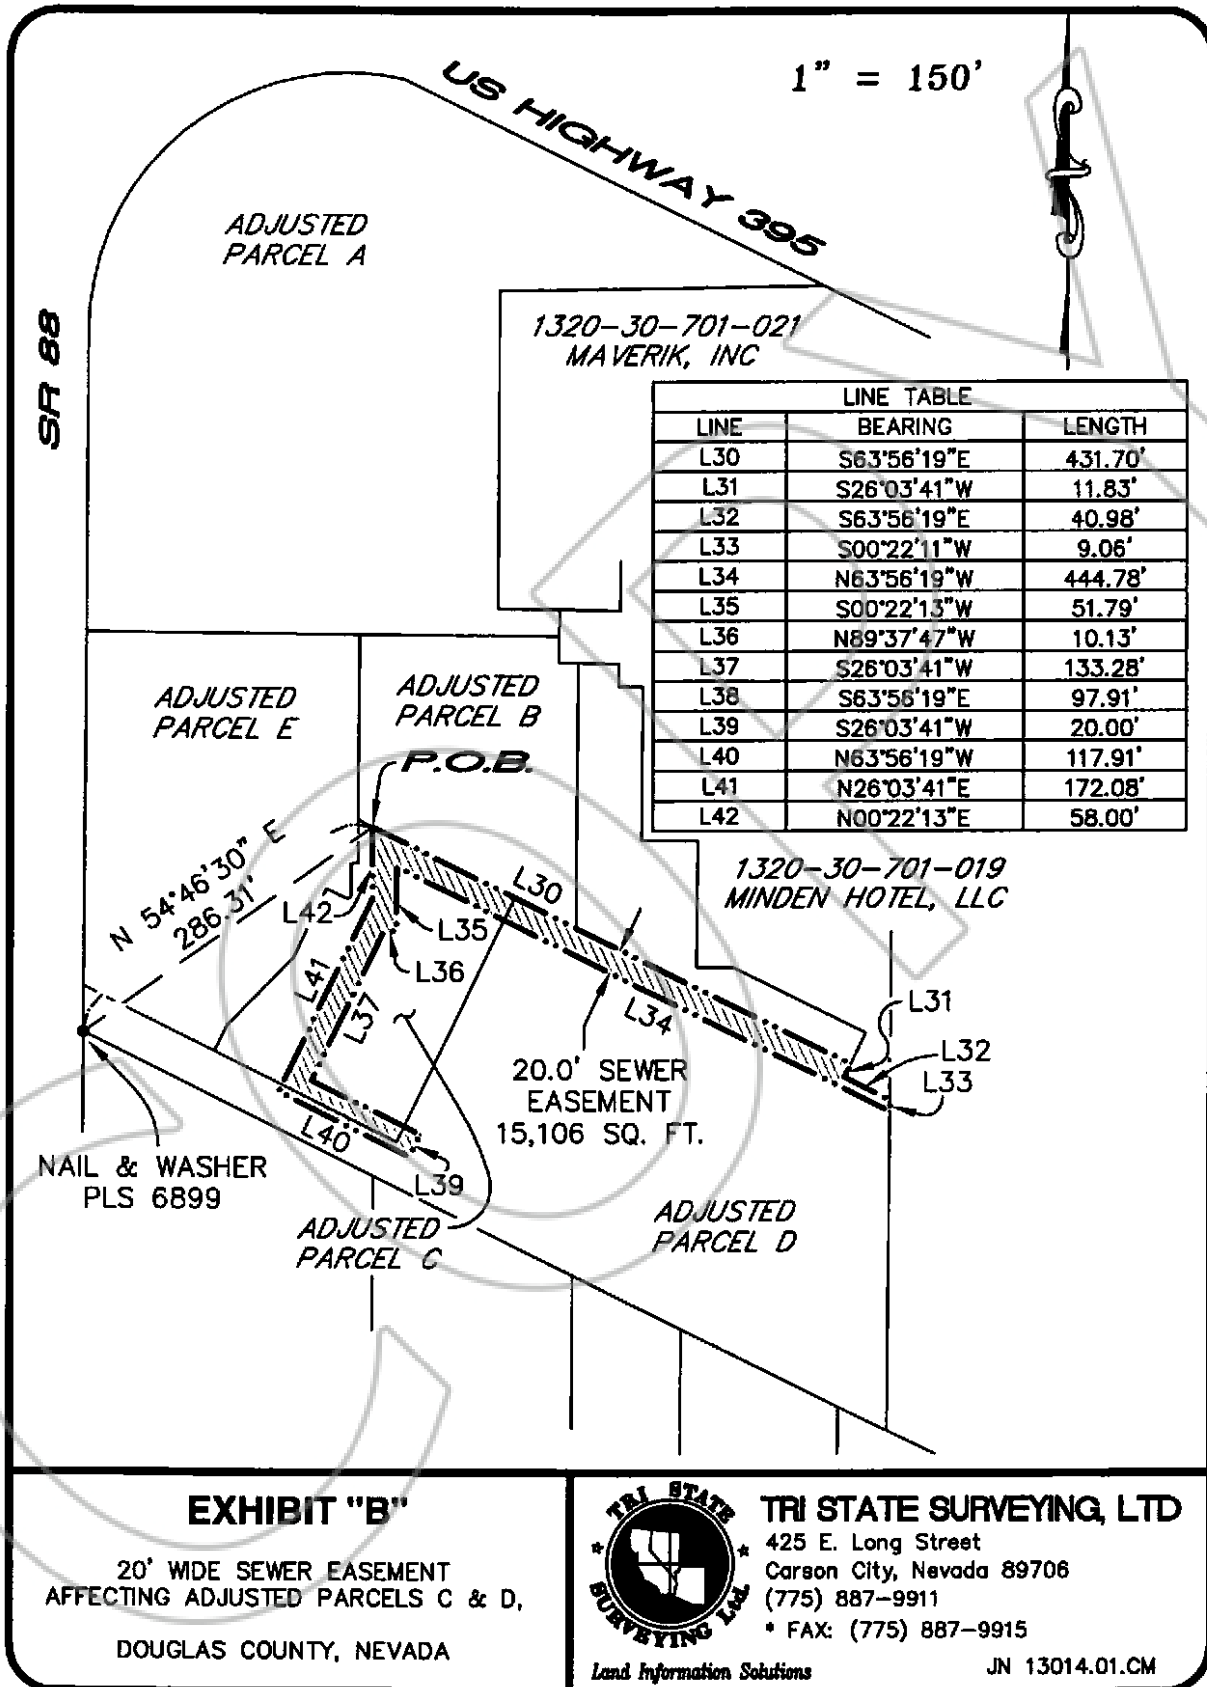 1" = 150'
US HIGHWAY 395
ADJUSTED
PARCEL A
SR 88
1320-30-701-021
MAVERIK, INC
LINE TABLE
LINE BEARING LENGTH
L30 S63°56'19"E 431.70'
L31 S26°03'41"W 11.83'
L32 S63°56'19"E 40.98'
L33 S00°22'11"W 9.06'
L34 N63°56'19"W 444.78'
L35 S00°22'13"W 51.79'
L36 N89°37'47"W 10.13'
L37 S26°03'41"W 133.28'
L38 S63°56'19"E 97.91'
L39 S26°03'41"W 20.00'
L40 N63°56'19"W 117.91'
L41 N26°03'41"E 172.08'
L42 N00°22'13"E 58.00'
ADJUSTED
PARCEL E
ADJUSTED
PARCEL B
P.O.B.
N 54°46'30" E
286.31'
1320-30-701-019
MINDEN HOTEL, LLC
L30
L42
L35
L36
L41
L37
L34
L31
L32
L33
20.0' SEWER
EASEMENT
15,106 SQ. FT.
L40
L39
NAIL & WASHER
PLS 6899
ADJUSTED
PARCEL C
ADJUSTED
PARCEL D
EXHIBIT "B"
20' WIDE SEWER EASEMENT
AFFECTING ADJUSTED PARCELS C & D,
DOUGLAS COUNTY, NEVADA
TRI STATE
SURVEYING Ltd.
Land Information Solutions
TRI STATE SURVEYING, LTD
425 E. Long Street
Carson City, Nevada 89706
(775) 887-9911
* FAX: (775) 887-9915
JN 13014.01.CM
COPY